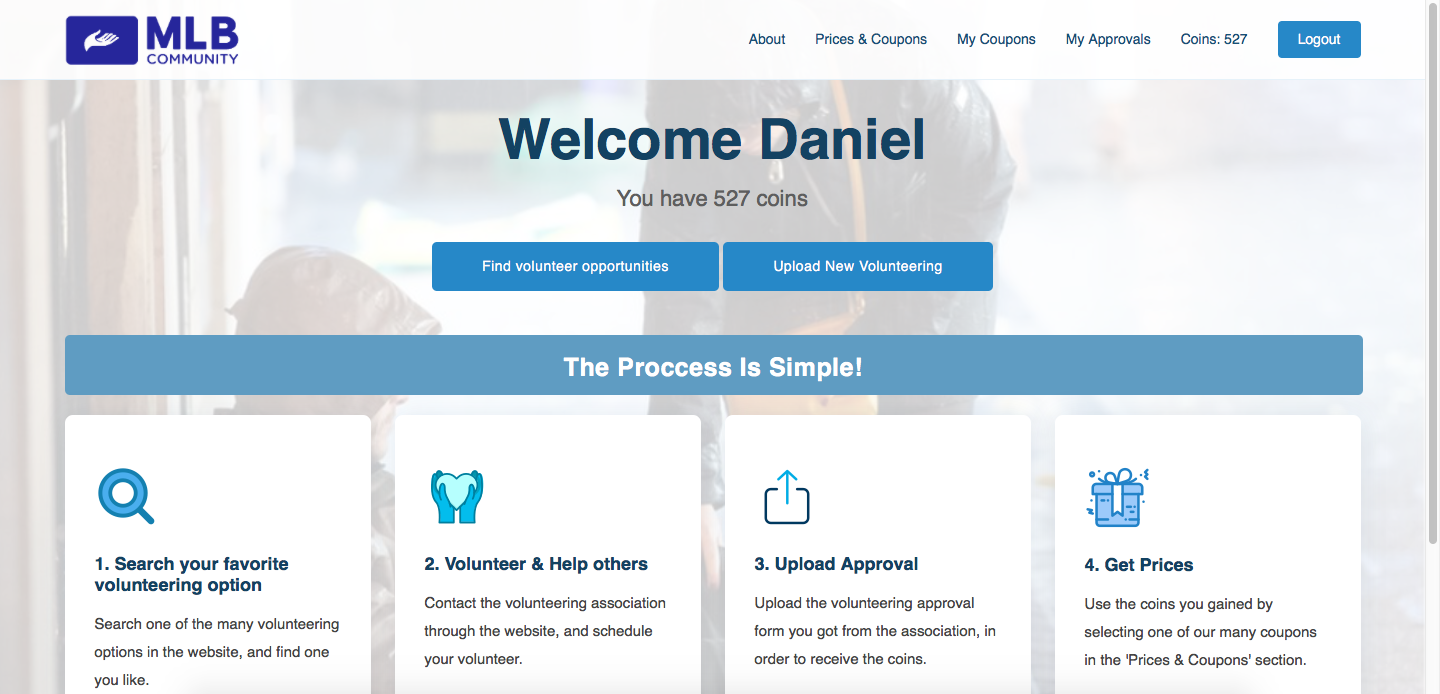 MLB
COMMUNITY
About
Prices & Coupons
My Coupons
My Approvals
Coins: 527
Logout
Welcome Daniel
You have 527 coins
Find volunteer opportunities
Upload New Volunteering
The Proccess Is Simple!
1. Search your favorite
volunteering option
Search one of the many volunteering
options in the website, and find one
you like.
2. Volunteer & Help others
Contact the volunteering association
through the website, and schedule
your volunteer.
3. Upload Approval
Upload the volunteering approval
form you got from the association, in
order to receive the coins.
4. Get Prices
Use the coins you gained by
selecting one of our many coupons
in the 'Prices & Coupons' section.